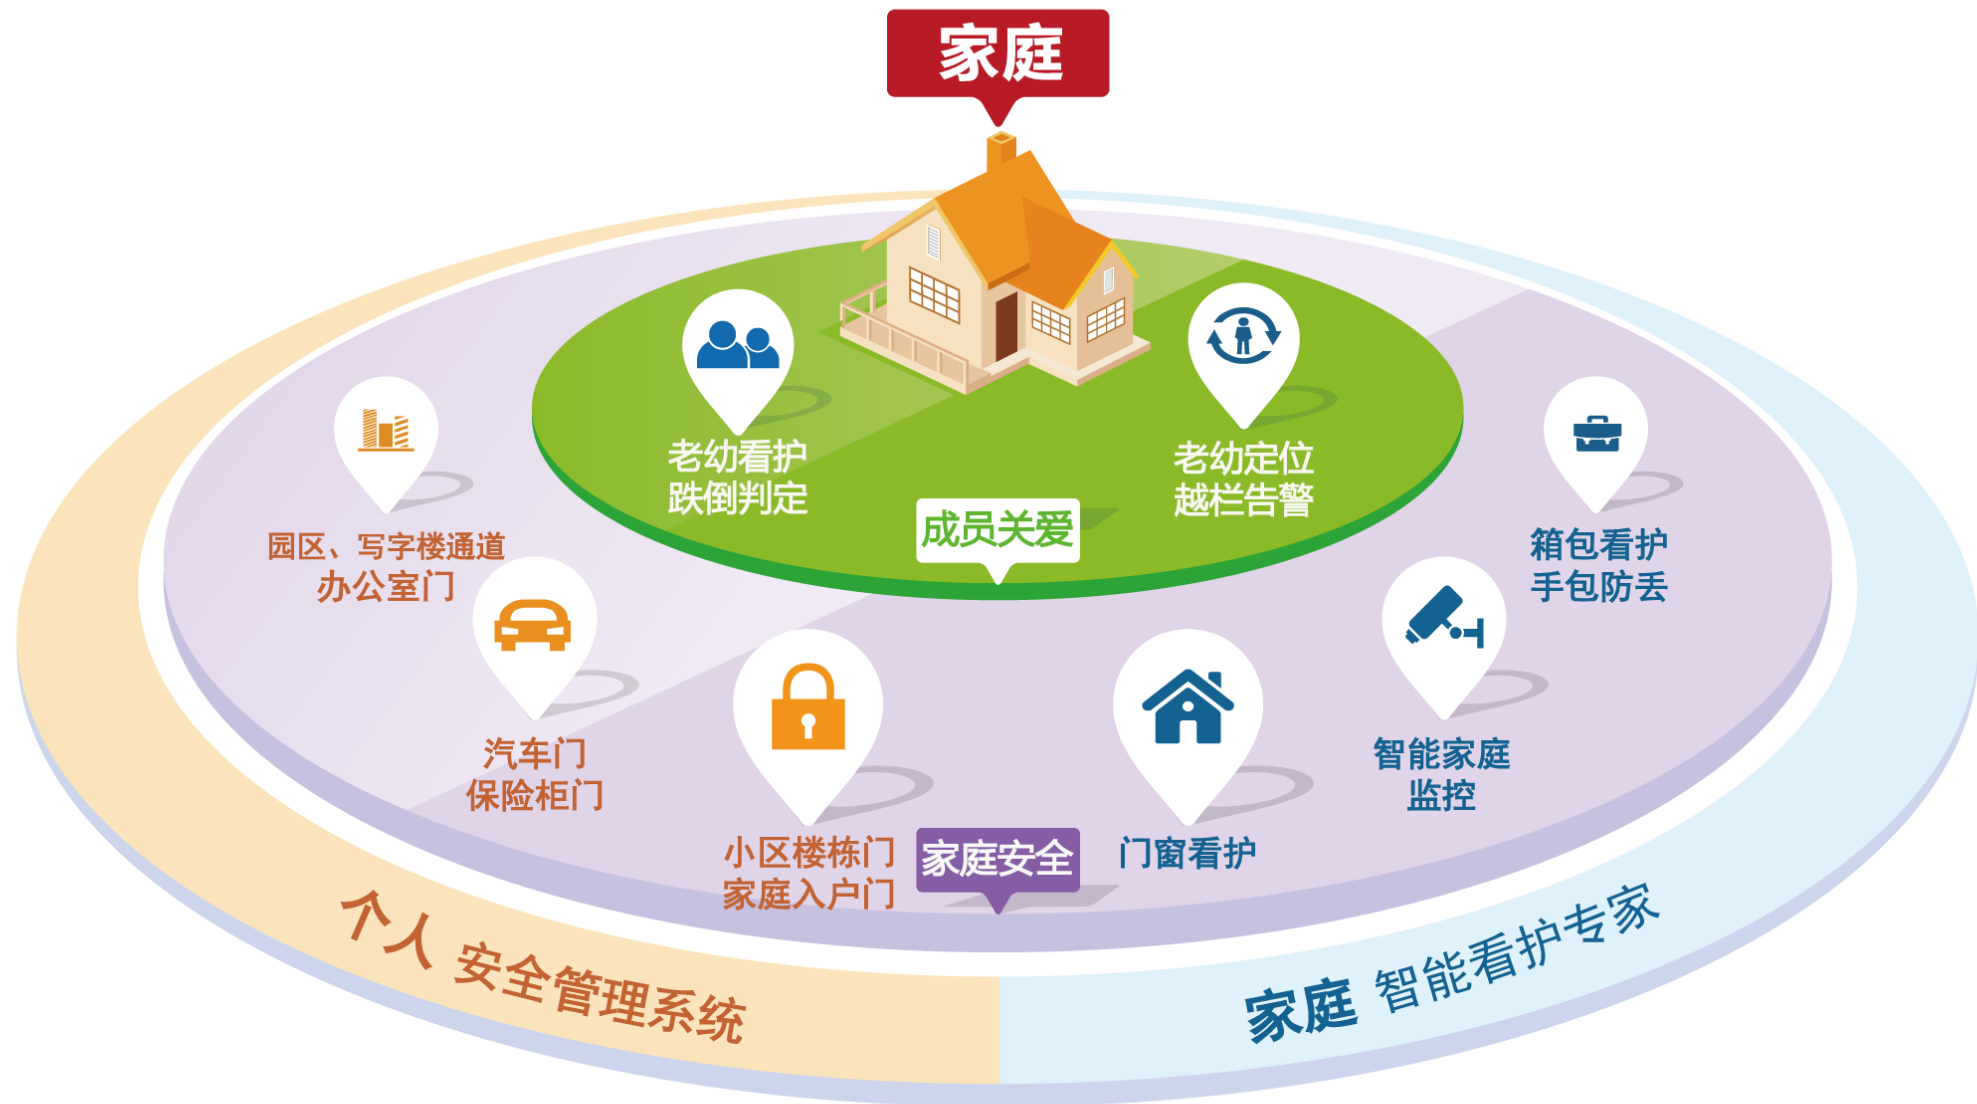 家庭
老幼看护
跌倒判定
老幼定位
越栏告警
成员关爱
园区、写字楼通道
办公室门
箱包看护
手包防丢
汽车门
保险柜门
智能家庭
监控
小区楼栋门
家庭入户门
家庭安全
门窗看护
个人 安全管理系统
家庭 智能看护专家